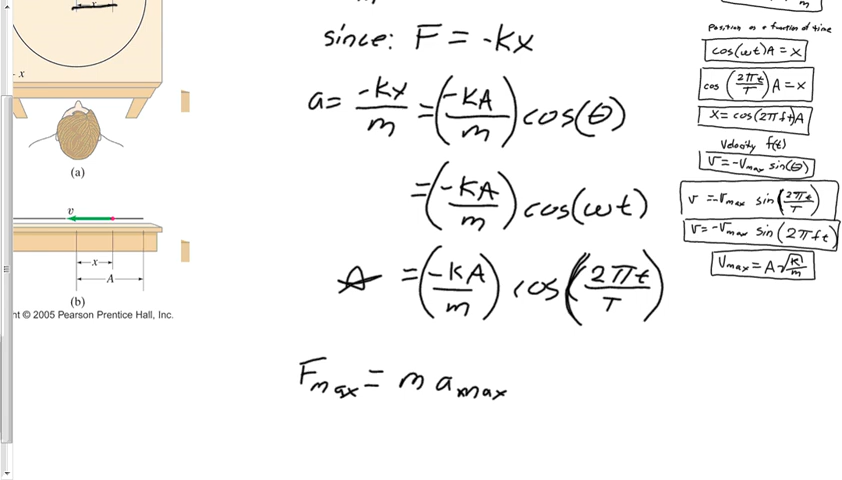 x
- x
(a)
v
x
A
(b)
nt © 2005 Pearson Prentice Hall, Inc.
since: F = -kx
a = -kx/m = (-kA/m) cos(θ)
= (-kA/m) cos(ωt)
= (-kA/m) cos(2πt/T)
Fmax = m amax
m
Position as a function of time
cos(ωt)A = x
cos(2πt/T) A = x
x = cos(2πft)A
Velocity f(t)
v = -vmax sin(θ)
v = -vmax sin(2πt/T)
v = -vmax sin(2πft)
vmax = A√k/m